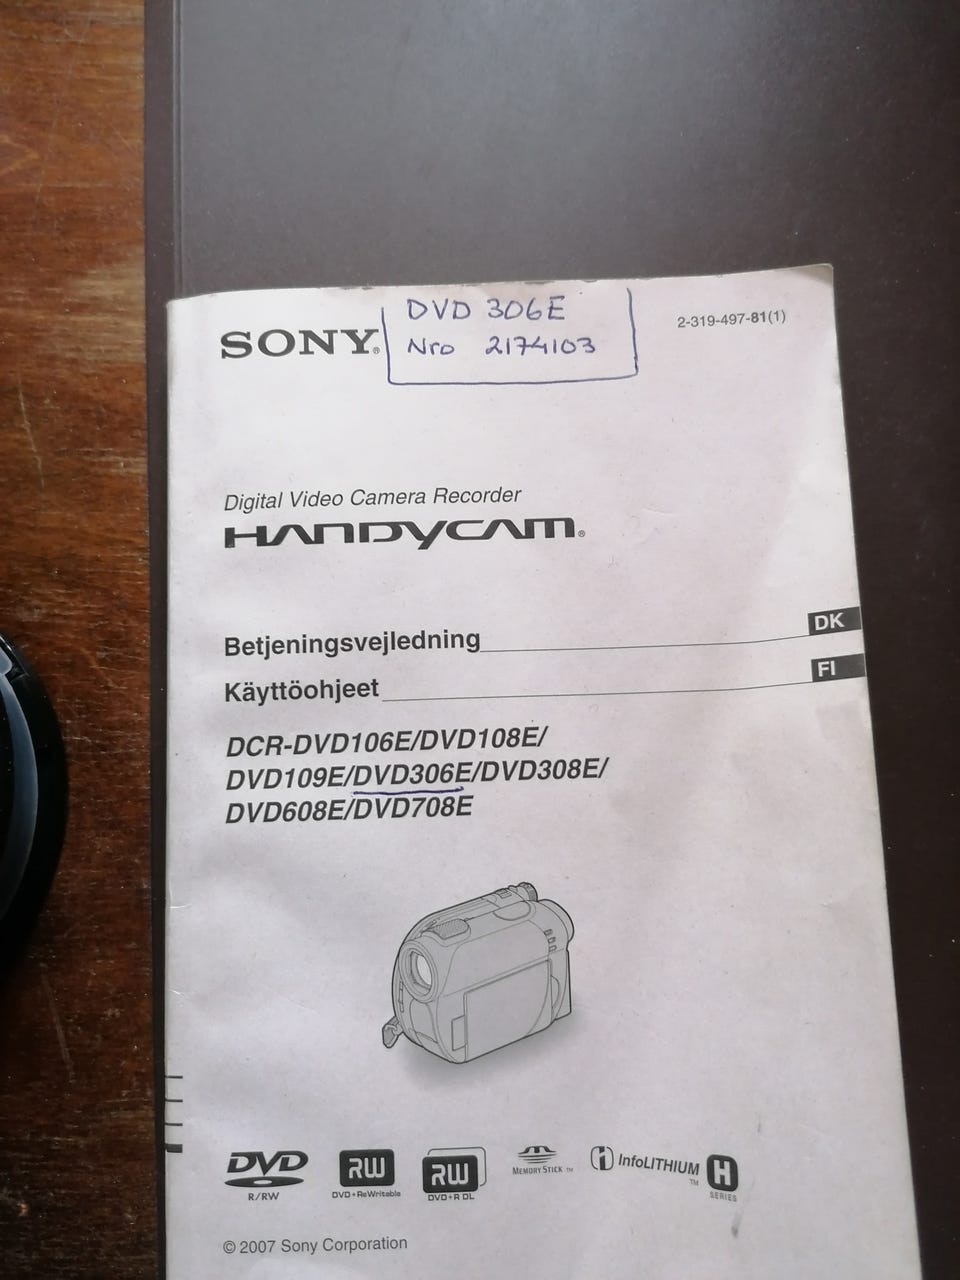 DVD 306E
SONY®
Nro 2174103
2-319-497-81(1)
Digital Video Camera Recorder
HANDYCAM®
Betjeningsvejledning
DK
Käyttöohjeet
FI
DCR-DVD106E/DVD108E/
DVD109E/DVD306E/DVD308E/
DVD608E/DVD708E
DVD
R/RW
RW
DVD+ReWritable
RW
DVD+R DL
MEMORY STICK ™
InfoLITHIUM ™
H
SERIES
© 2007 Sony Corporation